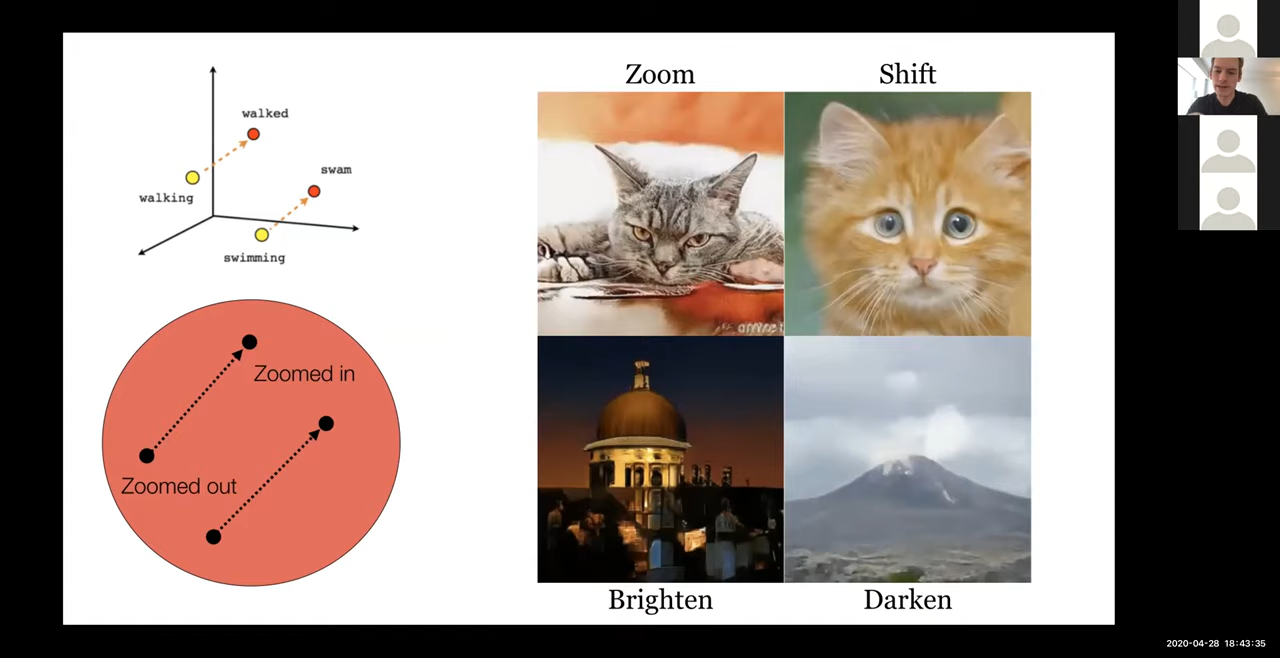 walked
swam
walking
swimming
Zoomed in
Zoomed out
Zoom
Shift
Brighten
Darken
2020-04-28 18:43:35